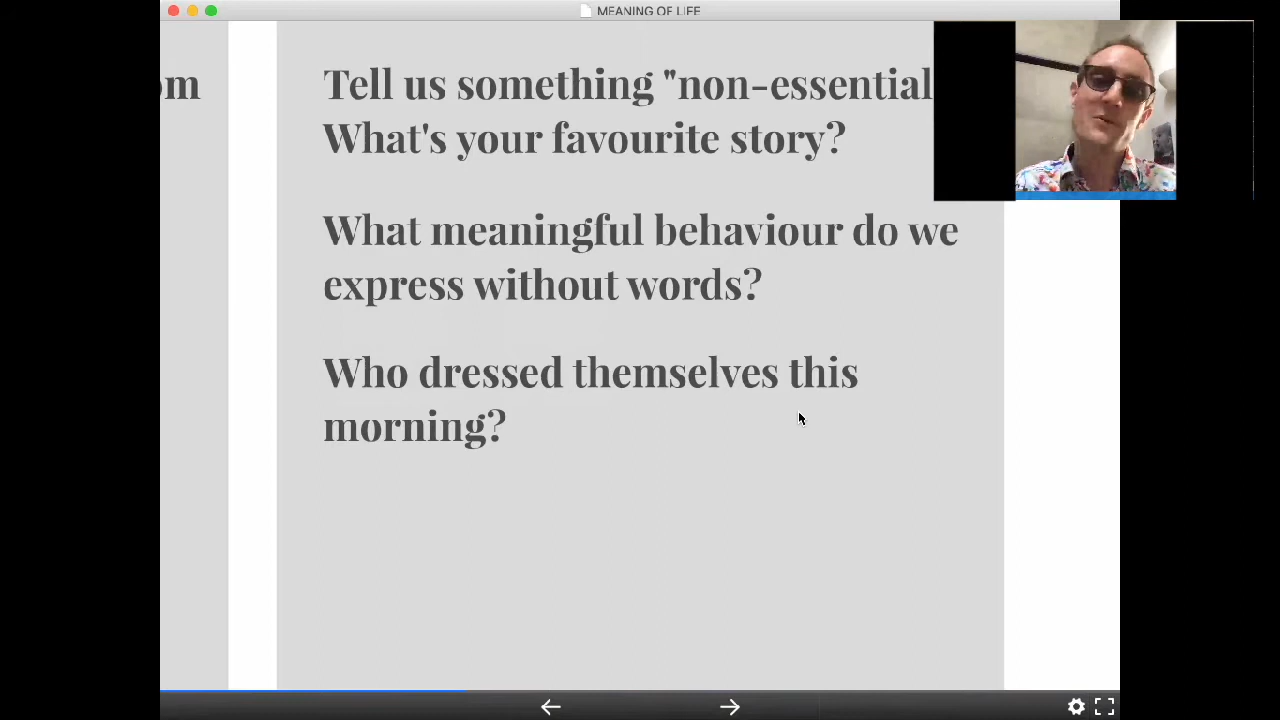 MEANING OF LIFE
om
Tell us something "non-essential
What's your favourite story?
What meaningful behaviour do we
express without words?
Who dressed themselves this
morning?